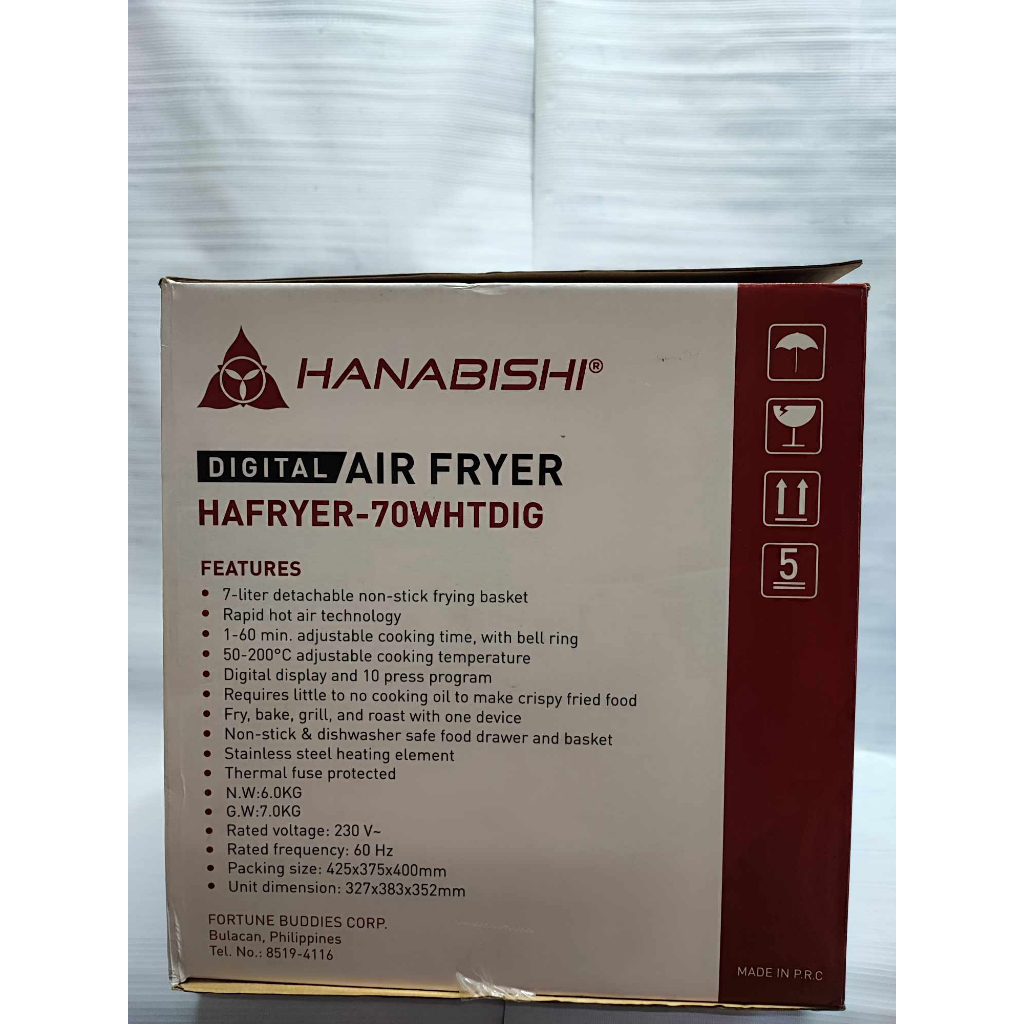 HANABISHI®
DIGITAL AIR FRYER
HAFRYER-70WHTDIG
FEATURES
• 7-liter detachable non-stick frying basket
• Rapid hot air technology
• 1-60 min. adjustable cooking time, with bell ring
• 50-200°C adjustable cooking temperature
• Digital display and 10 press program
• Requires little to no cooking oil to make crispy fried food
• Fry, bake, grill, and roast with one device
• Non-stick & dishwasher safe food drawer and basket
• Stainless steel heating element
• Thermal fuse protected
• N.W:6.0KG
• G.W:7.0KG
• Rated voltage: 230 V~
• Rated frequency: 60 Hz
• Packing size: 425x375x400mm
• Unit dimension: 327x383x352mm
FORTUNE BUDDIES CORP.
Bulacan, Philippines
Tel. No.: 8519-4116
5
MADE IN P.R.C